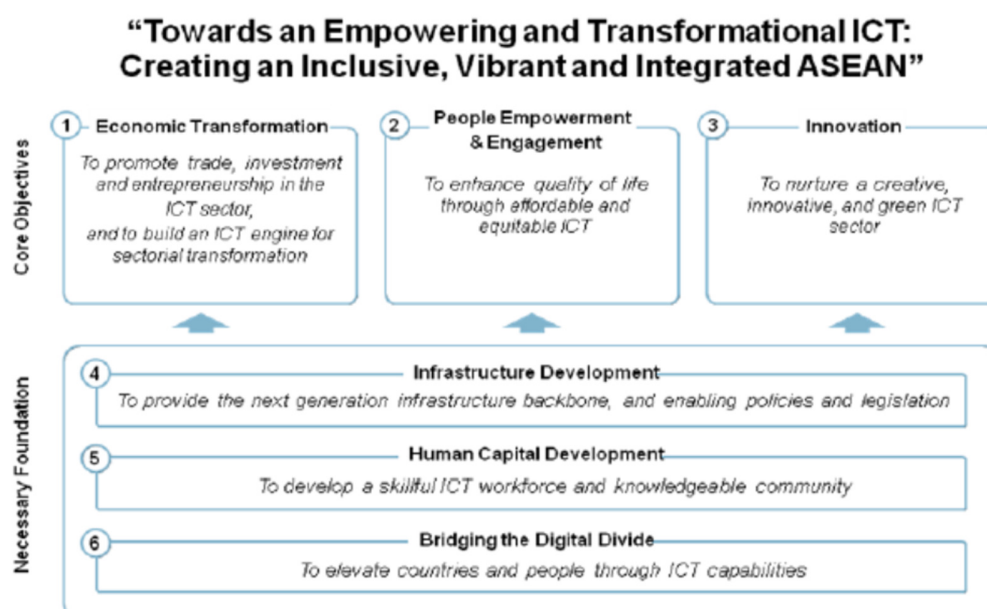 “Towards an Empowering and Transformational ICT:
Creating an Inclusive, Vibrant and Integrated ASEAN”
Core Objectives
1
Economic Transformation
To promote trade, investment
and entrepreneurship in the
ICT sector,
and to build an ICT engine for
sectorial transformation
2
People Empowerment
& Engagement
To enhance quality of life
through affordable and
equitable ICT
3
Innovation
To nurture a creative,
innovative, and green ICT
sector
Necessary Foundation
4
Infrastructure Development
To provide the next generation infrastructure backbone, and enabling policies and legislation
5
Human Capital Development
To develop a skillful ICT workforce and knowledgeable community
6
Bridging the Digital Divide
To elevate countries and people through ICT capabilities